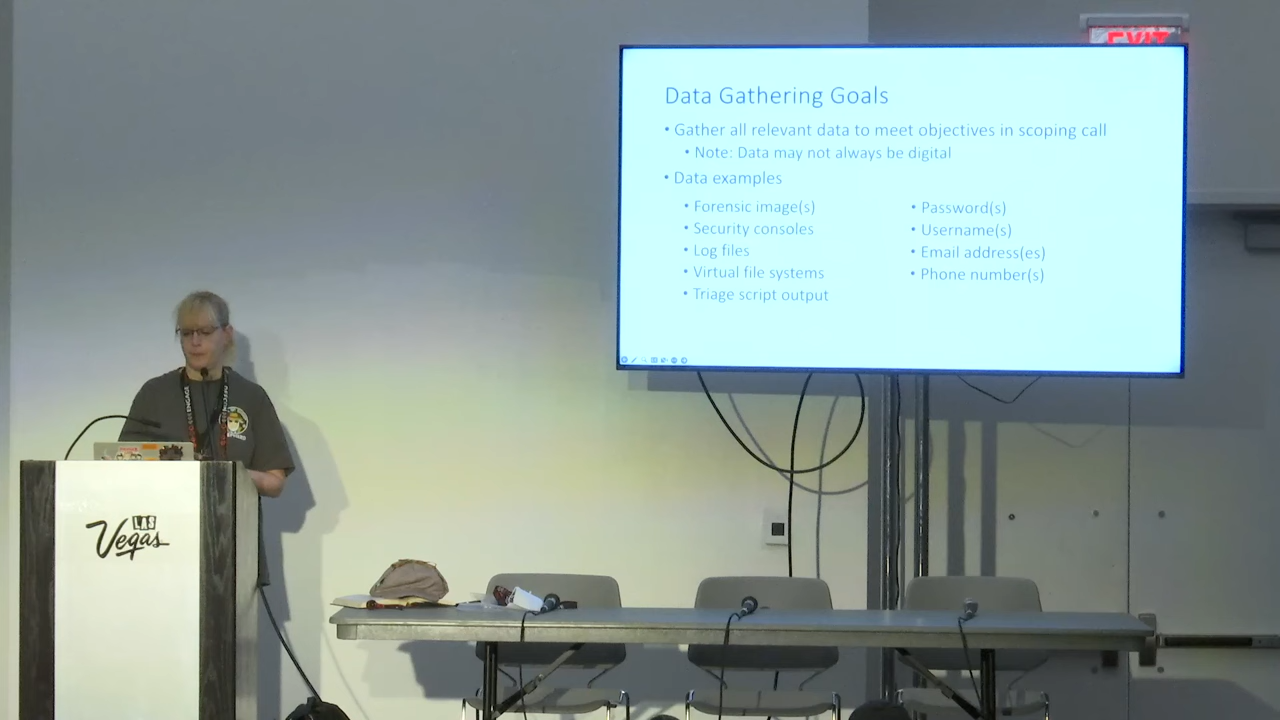 EXIT
Data Gathering Goals
• Gather all relevant data to meet objectives in scoping call
• Note: Data may not always be digital
• Data examples
• Forensic image(s)
• Security consoles
• Log files
• Virtual file systems
• Triage script output
• Password(s)
• Username(s)
• Email address(es)
• Phone number(s)
LAS
Vegas